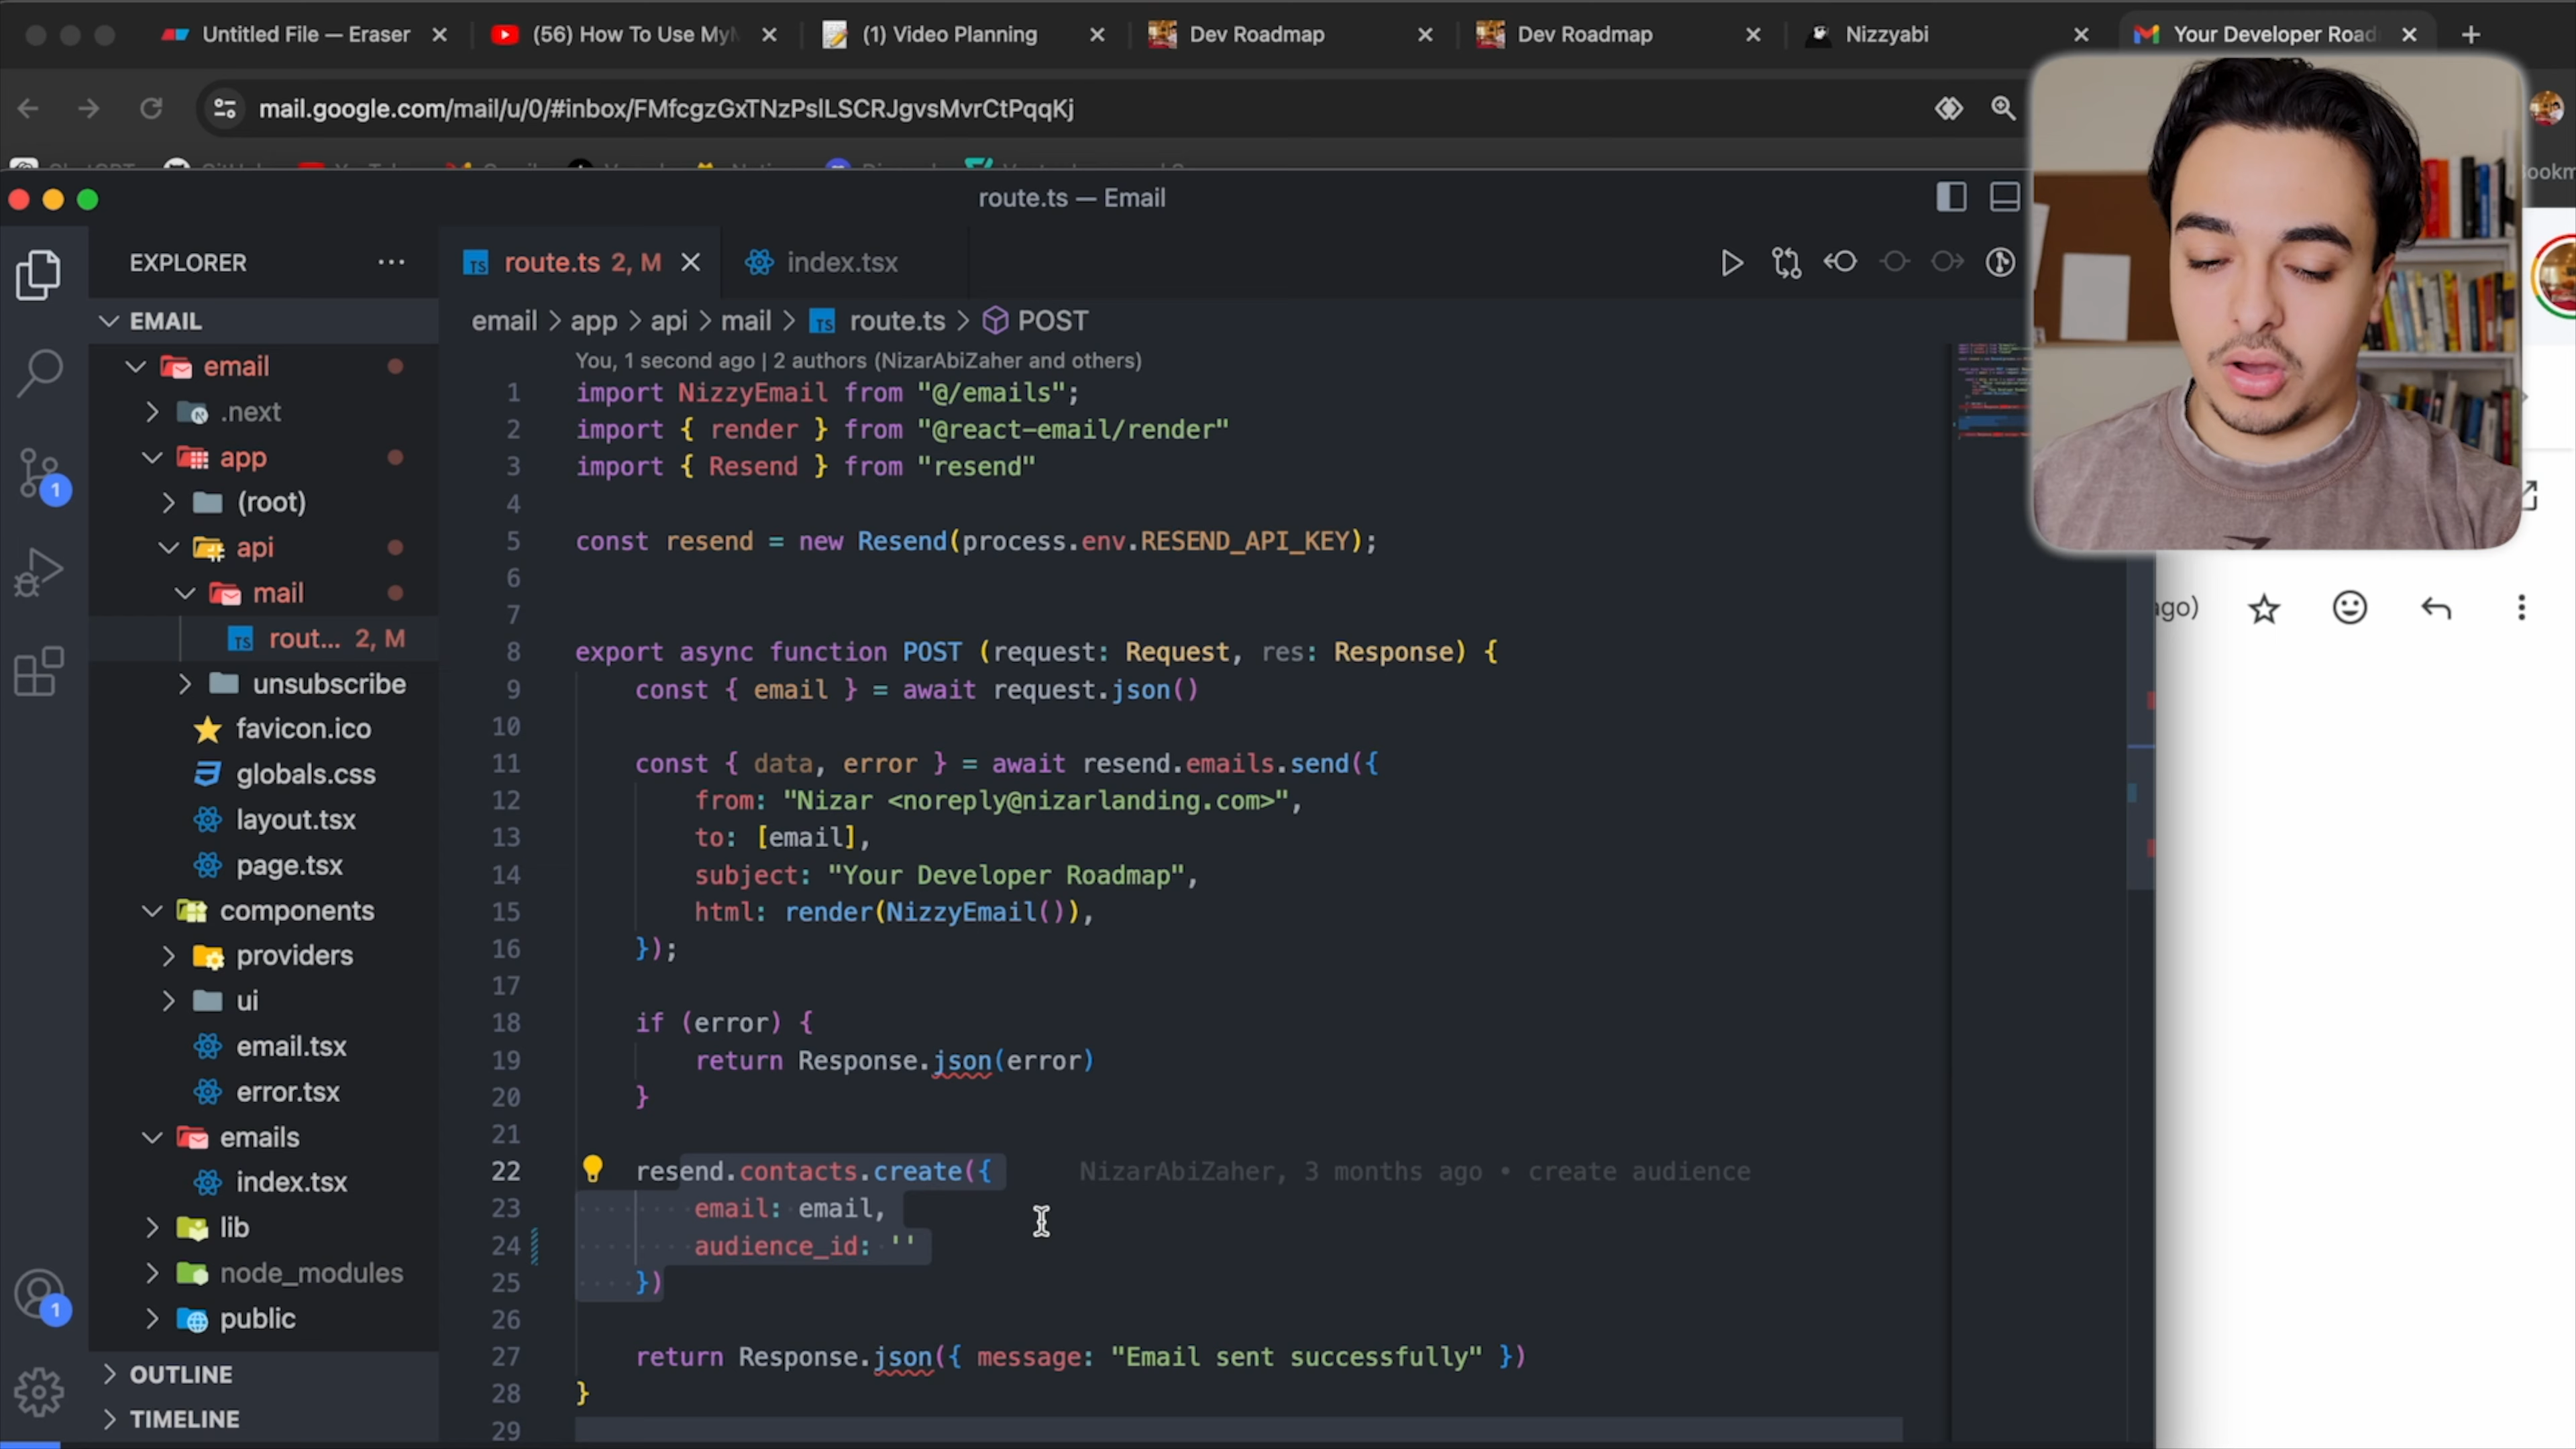 Untitled File — Eraser
(56) How To Use MyN
(1) Video Planning
Dev Roadmap
Dev Roadmap
Nizzyabi
Your Developer Road
mail.google.com/mail/u/0/#inbox/FMfcgzGxTNzPslLSCRJgvsMvrCtPqqKj
route.ts — Email
EXPLORER
route.ts 2, M
index.tsx
EMAIL
email > app > api > mail > TS route.ts > POST
email
.next
app
(root)
api
mail
TS rout... 2, M
unsubscribe
favicon.ico
globals.css
layout.tsx
page.tsx
components
providers
ui
email.tsx
error.tsx
emails
index.tsx
lib
node_modules
public
OUTLINE
TIMELINE
1
1
You, 1 second ago | 2 authors (NizarAbiZaher and others)
1 import NizzyEmail from "@/emails";
2 import { render } from "@react-email/render"
3 import { Resend } from "resend"
4
5 const resend = new Resend(process.env.RESEND_API_KEY);
6
7
8 export async function POST (request: Request, res: Response) {
9 const { email } = await request.json()
10
11 const { data, error } = await resend.emails.send({
12 from: "Nizar <noreply@nizarlanding.com>",
13 to: [email],
14 subject: "Your Developer Roadmap",
15 html: render(NizzyEmail()),
16 });
17
18 if (error) {
19 return Response.json(error)
20 }
21
22 resend.contacts.create({ NizarAbiZaher, 3 months ago • create audience
23 email: email,
24 audience_id: ''
25 })
26
27 return Response.json({ message: "Email sent successfully" })
28 }
29
ago)